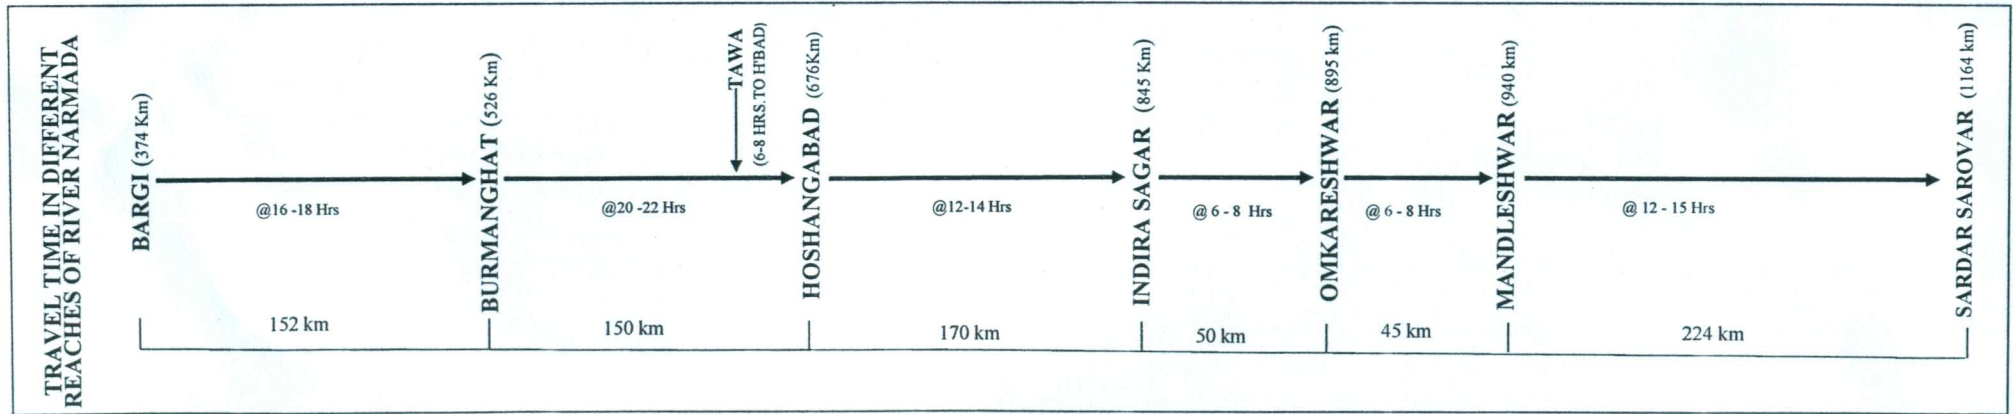 TRAVEL TIME IN DIFFERENT
REACHES OF RIVER NARMADA
BARGI (374 Km)
@16 -18 Hrs
BURMANGHAT (526 Km)
@20 -22 Hrs
TAWA
(6-8 HRS.TO H'BAD)
HOSHANGABAD (676Km)
@12-14 Hrs
INDIRA SAGAR (845 Km)
@ 6 - 8 Hrs
OMKARESHWAR (895 km)
@ 6 - 8 Hrs
MANDLESHWAR (940 km)
@ 12 - 15 Hrs
SARDAR SAROVAR (1164 km)
152 km
150 km
170 km
50 km
45 km
224 km